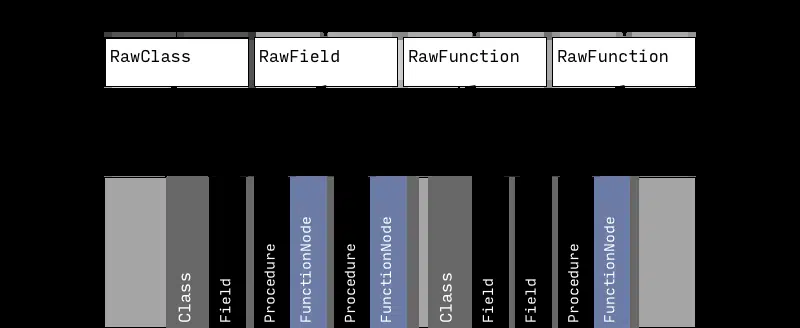 RawClass
RawField
RawFunction
RawFunction
Class
Field
Procedure
FunctionNode
Procedure
FunctionNode
Class
Field
Field
Procedure
FunctionNode